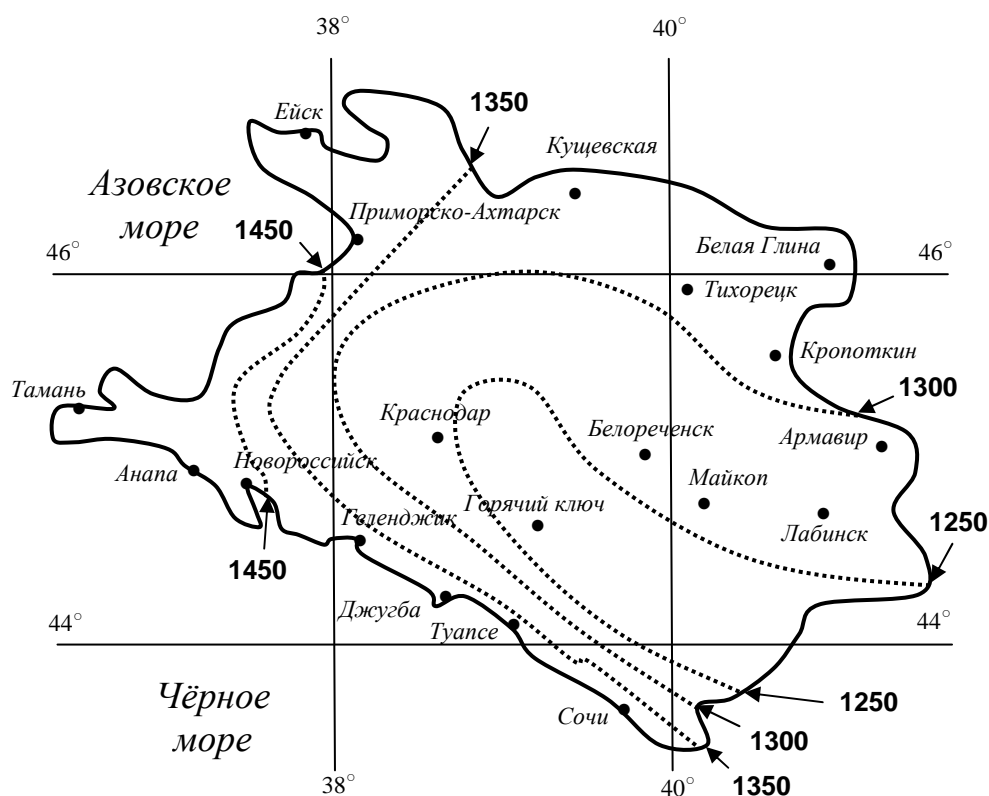 38°
40°
1350
Ейск
Кущевская
Азовское
море
Приморско-Ахтарск
1450
Белая Глина
46°
46°
Тихорецк
Кропоткин
Тамань
1300
Краснодар
Белореченск
Армавир
Анапа
Новороссийск
Майкоп
Горячий ключ
Геленджик
Лабинск
1250
1450
Джугба
Туапсе
44°
44°
Чёрное
море
Сочи
1250
1300
38°
40°
1350